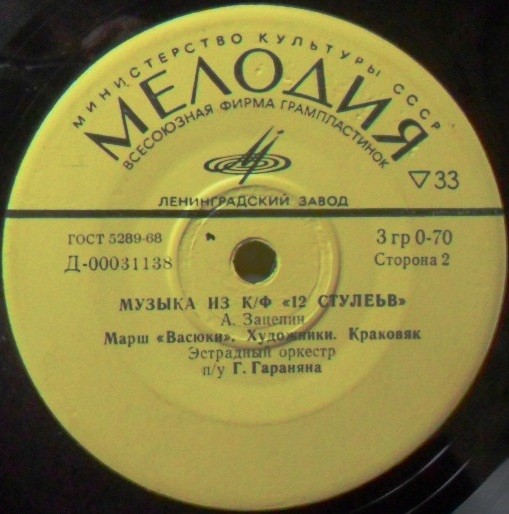 МИНИСТЕРСТВО КУЛЬТУРЫ СССР
МЕЛОДИЯ
ВСЕСОЮЗНАЯ ФИРМА ГРАМПЛАСТИНОК
▽33
ЛЕНИНГРАДСКИЙ ЗАВОД
ГОСТ 5289-68
3 гр 0-70
Д-00031138
Сторона 2
МУЗЫКА ИЗ К/Ф «12 СТУЛЕЬВ»
А. Зацепин
Марш «Васюки». Художники. Краковяк
Эстрадный оркестр
п/у Г. Гараняна